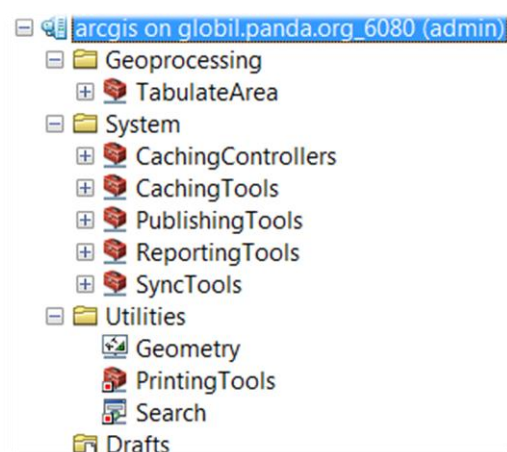 arcgis on globil.panda.org_6080 (admin)
Geoprocessing
TabulateArea
System
CachingControllers
CachingTools
PublishingTools
ReportingTools
SyncTools
Utilities
Geometry
PrintingTools
Search
Drafts